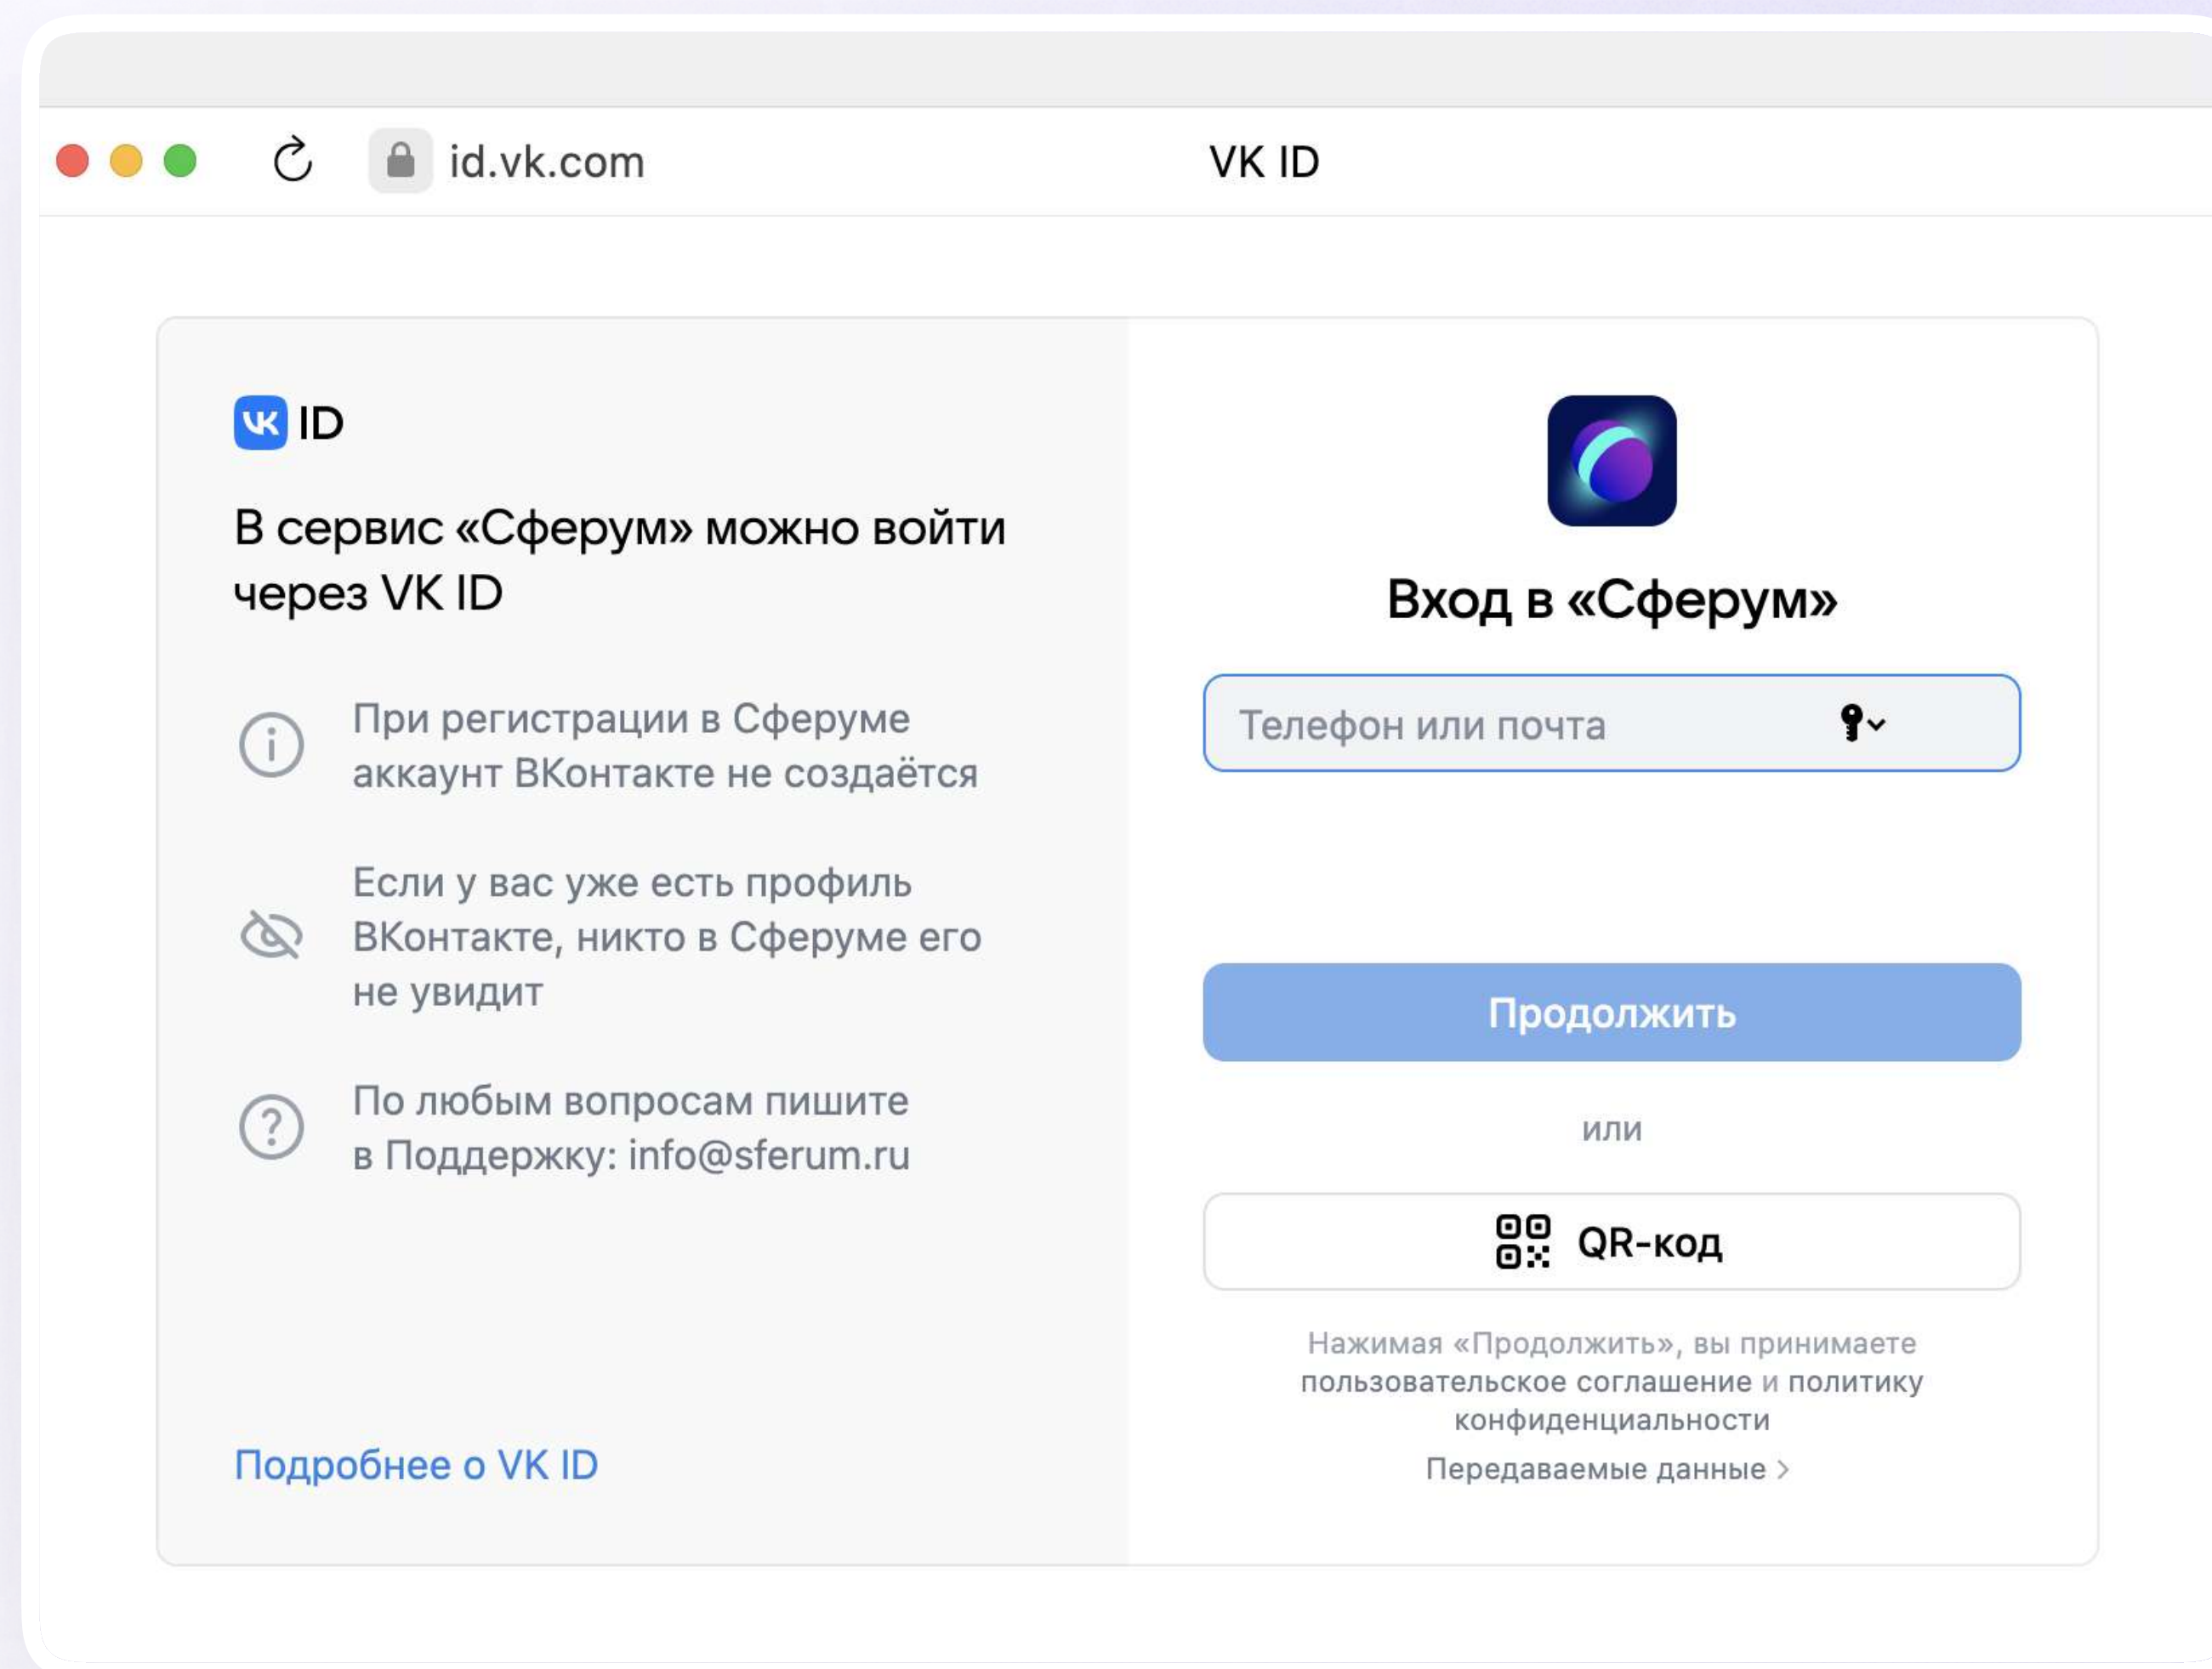 id.vk.com
VK ID
VK ID
В сервис «Сферум» можно войти
через VK ID
При регистрации в Сферуме
аккаунт ВКонтакте не создаётся
Если у вас уже есть профиль
ВКонтакте, никто в Сферуме его
не увидит
По любым вопросам пишите
в Поддержку: info@sferum.ru
Подробнее о VK ID
Вход в «Сферум»
Телефон или почта
Продолжить
или
QR-код
Нажимая «Продолжить», вы принимаете
пользовательское соглашение и политику
конфиденциальности
Передаваемые данные >